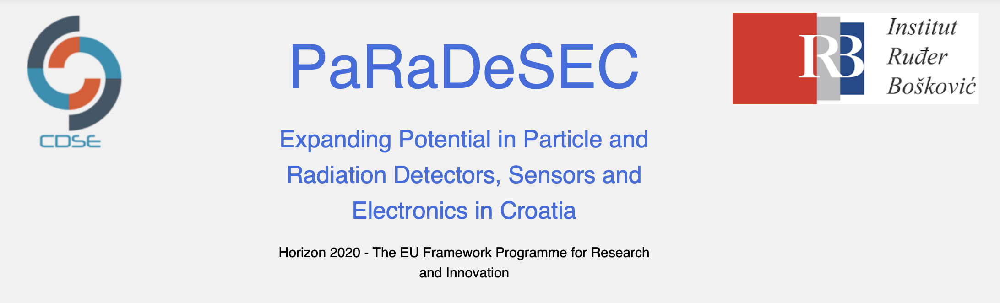 CDSE
PaRaDeSEC
Expanding Potential in Particle and
Radiation Detectors, Sensors and
Electronics in Croatia
Horizon 2020 - The EU Framework Programme for Research
and Innovation
RB
Institut
Ruđer
Bošković